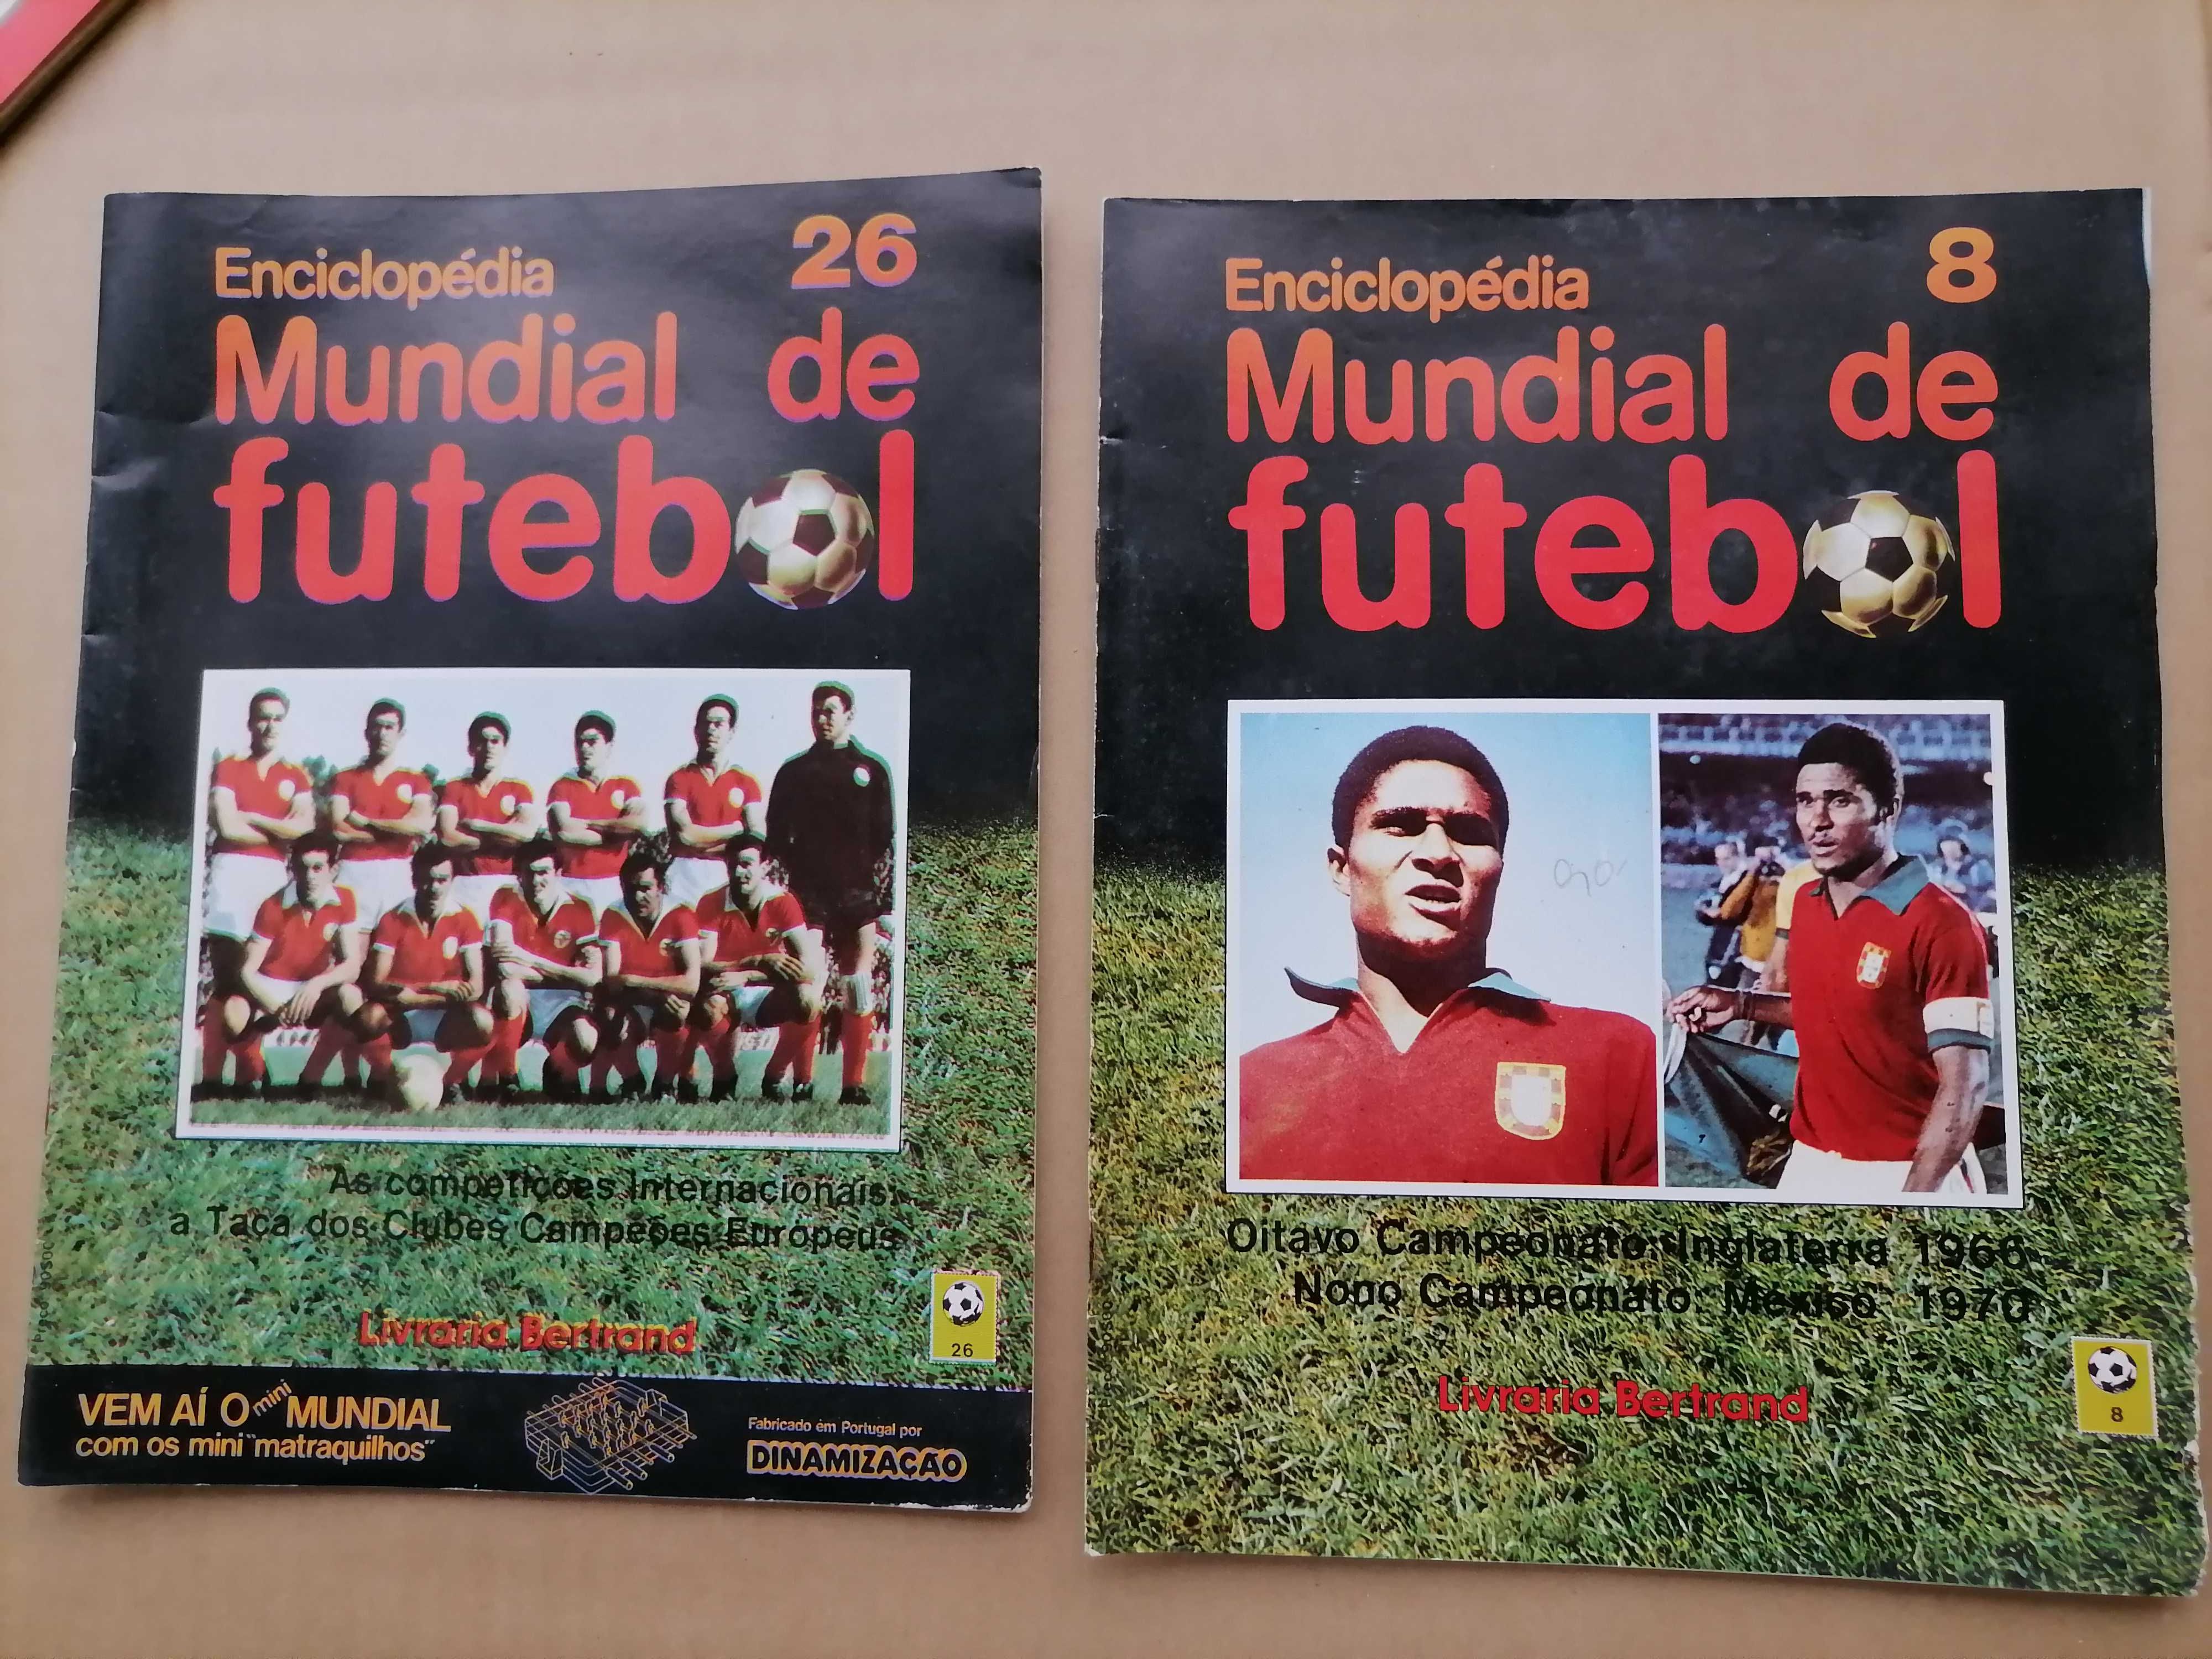 Enciclopédia
26
Mundial de
futebol
As competições Internacionais:
a Taça dos Clubes Campeões Europeus
Livraria Bertrand
26
VEM AÍ O mini MUNDIAL
com os mini "matraquilhos"
Fabricado em Portugal por
DINAMIZAÇÃO
Enciclopédia
8
Mundial de
futebol
Oitavo Campeonato: Inglaterra 1966
Nono Campeonato: México 1970
Livraria Bertrand
8